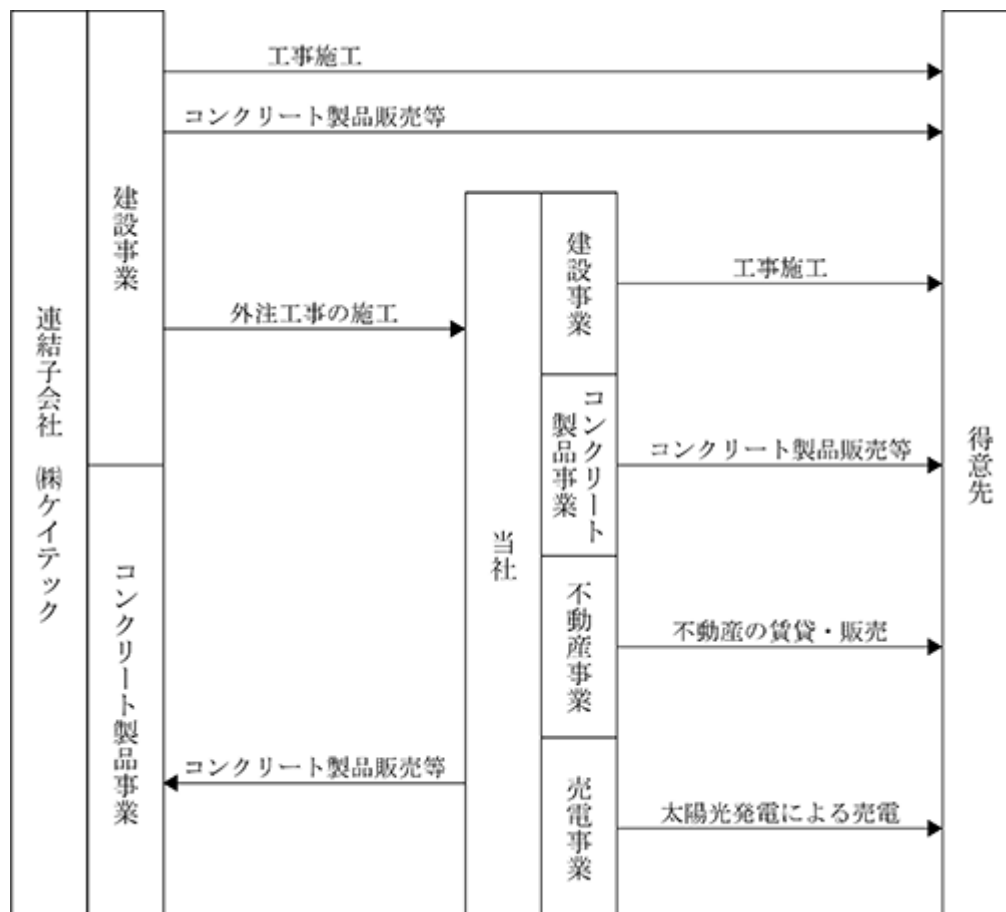 連結子会社　㈱ケイテック
建設事業
コンクリート製品事業
工事施工
コンクリート製品販売等
外注工事の施工
コンクリート製品販売等
当社
建設事業
コンクリート
製品事業
不動産事業
売電事業
工事施工
コンクリート製品販売等
不動産の賃貸・販売
太陽光発電による売電
得意先